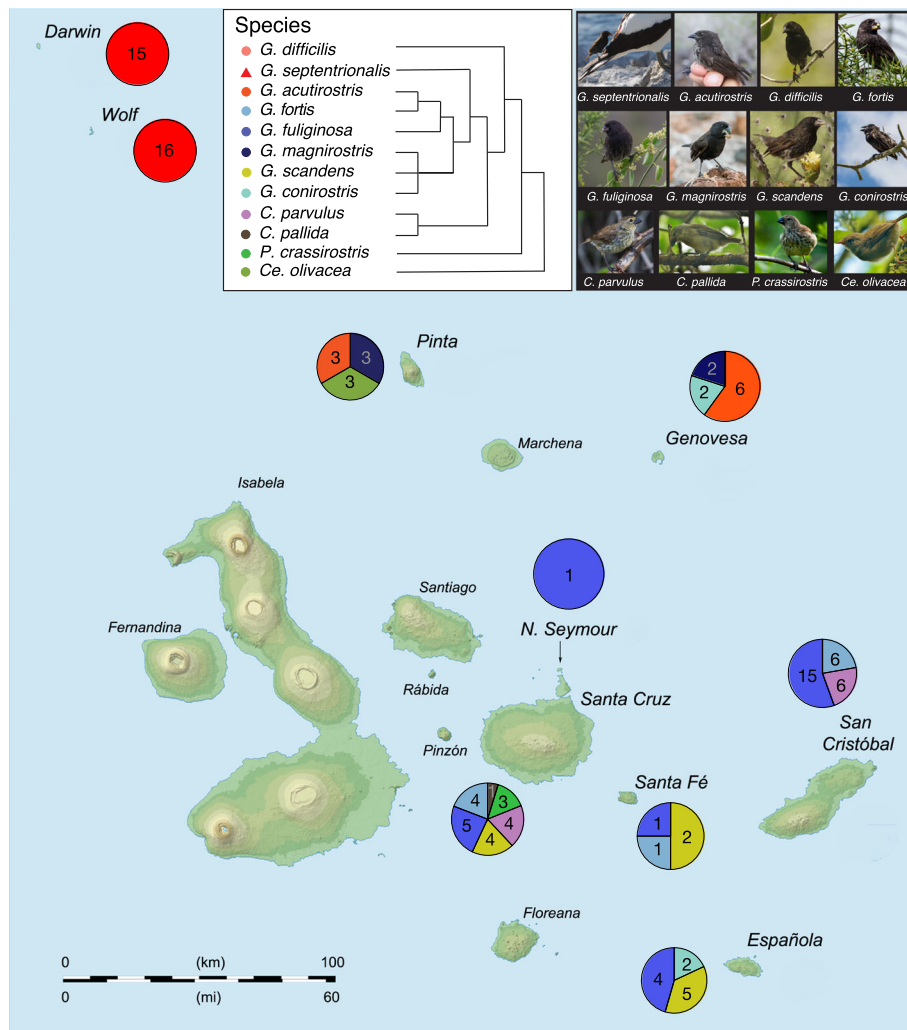 Darwin
15
Wolf
16
Species
G. difficilis
G. septentrionalis
G. acutirostris
G. fortis
G. fuliginosa
G. magnirostris
G. scandens
G. conirostris
C. parvulus
C. pallida
P. crassirostris
Ce. olivacea
G. septentrionalis G. acutirostris G. difficilis G. fortis
G. fuliginosa G. magnirostris G. scandens G. conirostris
C. parvulus C. pallida P. crassirostris Ce. olivacea
Pinta
3 3
3
2
2 6
Genovesa
Marchena
Isabela
1
N. Seymour
Santiago
Fernandina
Rábida
Santa Cruz
Pinzón
6
15
6
San
Cristóbal
Santa Fé
1
4 3
5 4
4
1 2
1
Floreana
Española
2
4
5
0 (km) 100
0 (mi) 60